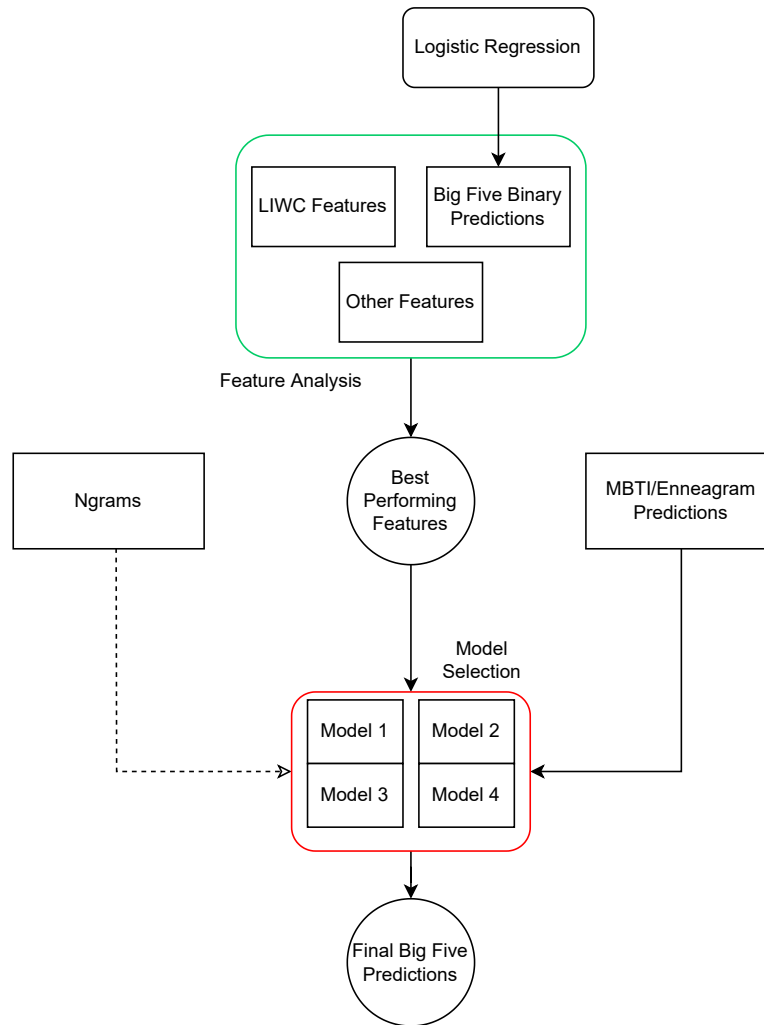 Logistic Regression
LIWC Features
Big Five Binary
Predictions
Other Features
Feature Analysis
Ngrams
Best
Performing
Features
MBTI/Enneagram
Predictions
Model
Selection
Model 1
Model 2
Model 3
Model 4
Final Big Five
Predictions